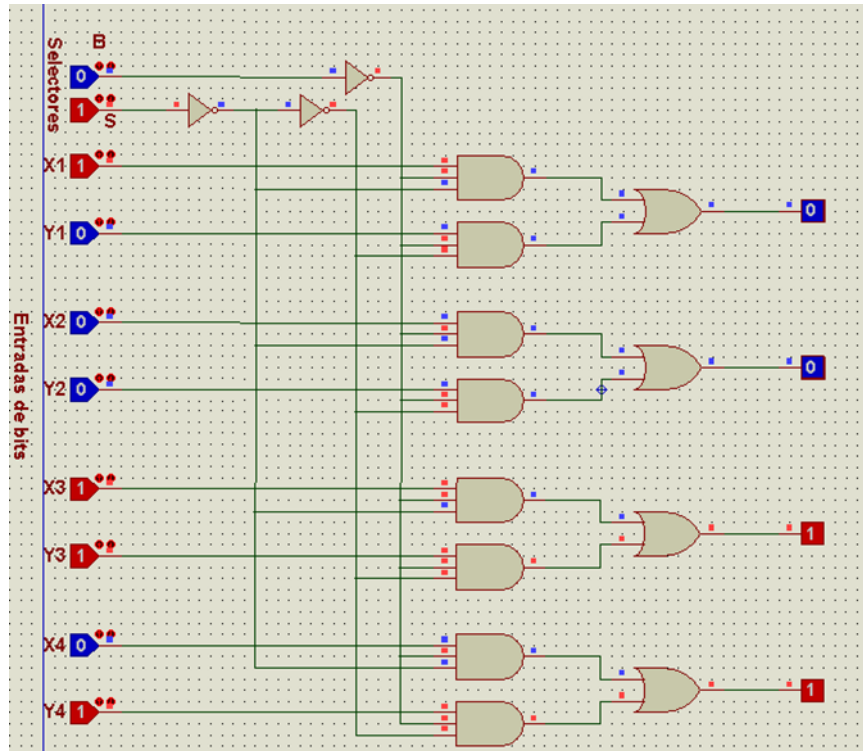 Selectores
B
0
1
S
X1 1
Y1 0
0
Entradas de bits
X2 0
Y2 0
0
X3 1
Y3 1
1
X4 0
Y4 1
1